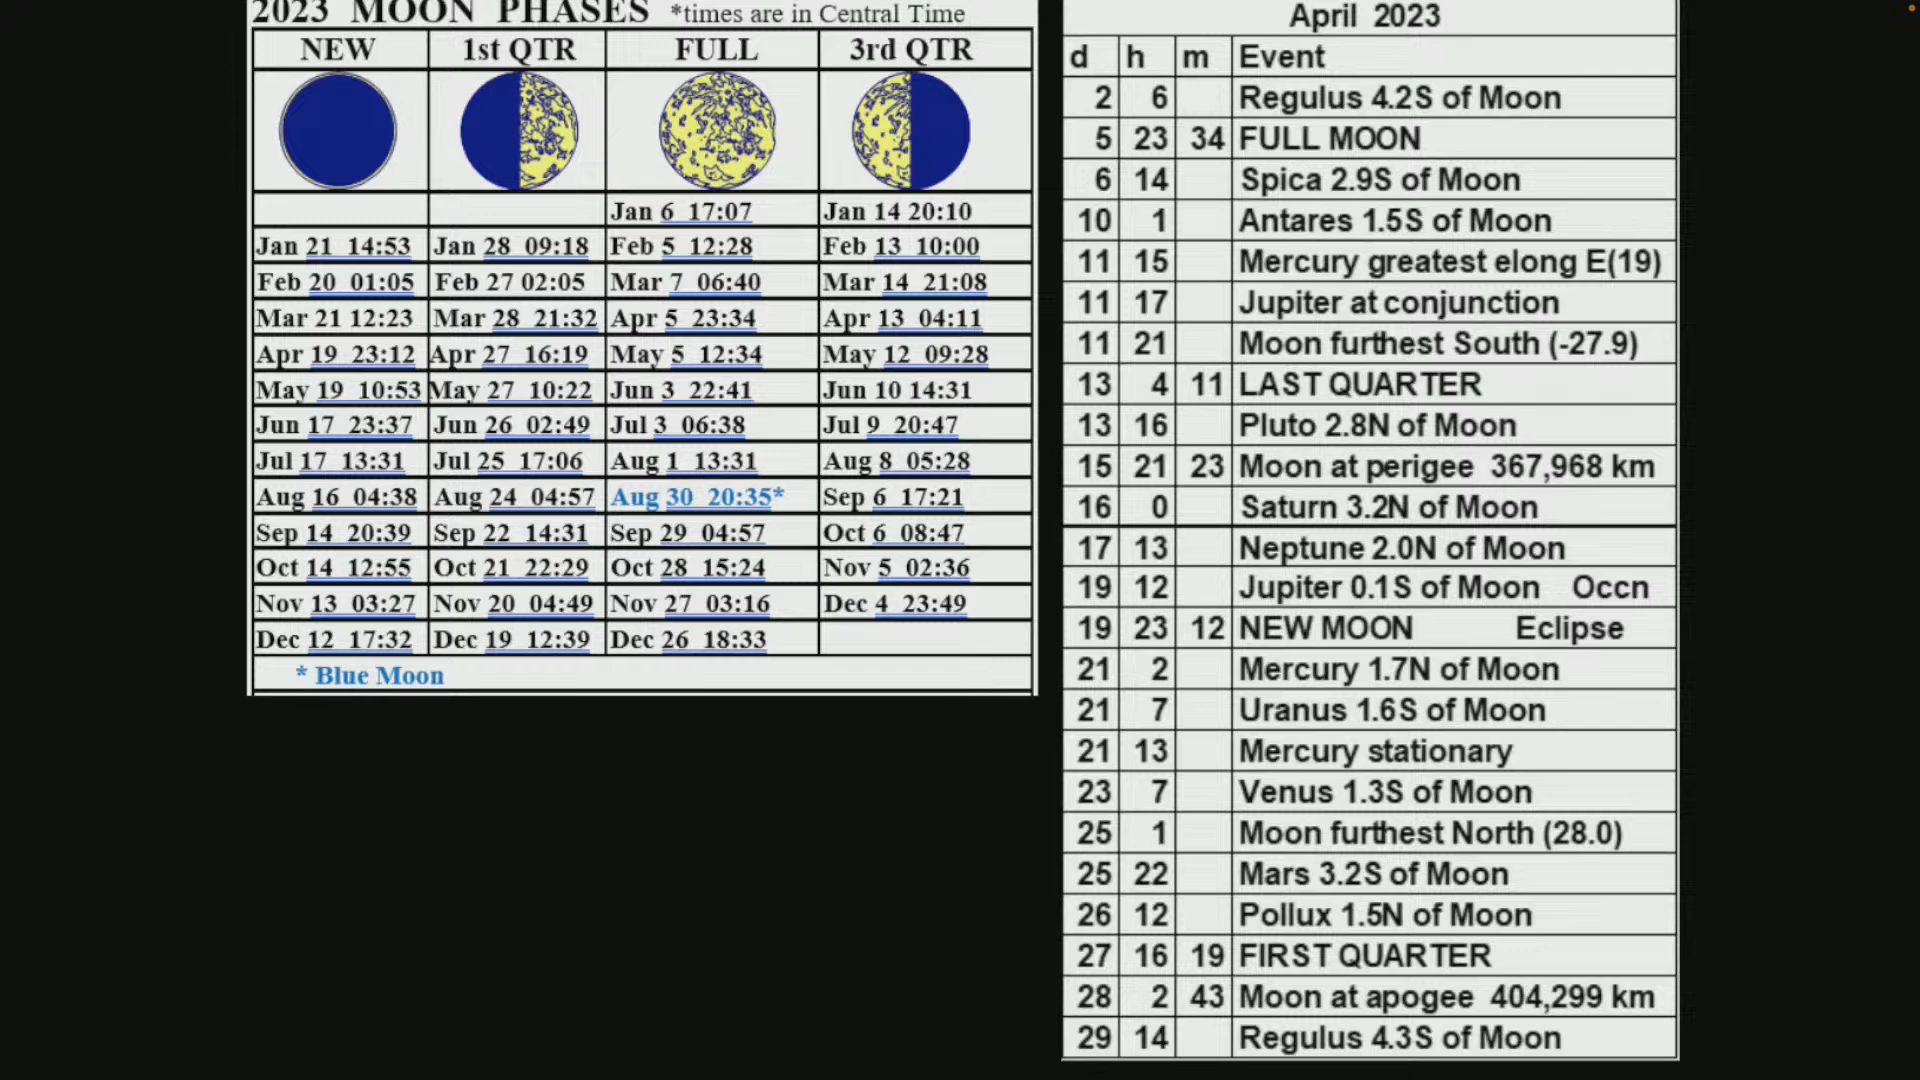 2023 MOON PHASES *times are in Central Time
NEW 1st QTR FULL 3rd QTR
Jan 6 17:07 Jan 14 20:10
Jan 21 14:53 Jan 28 09:18 Feb 5 12:28 Feb 13 10:00
Feb 20 01:05 Feb 27 02:05 Mar 7 06:40 Mar 14 21:08
Mar 21 12:23 Mar 28 21:32 Apr 5 23:34 Apr 13 04:11
Apr 19 23:12 Apr 27 16:19 May 5 12:34 May 12 09:28
May 19 10:53 May 27 10:22 Jun 3 22:41 Jun 10 14:31
Jun 17 23:37 Jun 26 02:49 Jul 3 06:38 Jul 9 20:47
Jul 17 13:31 Jul 25 17:06 Aug 1 13:31 Aug 8 05:28
Aug 16 04:38 Aug 24 04:57 Aug 30 20:35* Sep 6 17:21
Sep 14 20:39 Sep 22 14:31 Sep 29 04:57 Oct 6 08:47
Oct 14 12:55 Oct 21 22:29 Oct 28 15:24 Nov 5 02:36
Nov 13 03:27 Nov 20 04:49 Nov 27 03:16 Dec 4 23:49
Dec 12 17:32 Dec 19 12:39 Dec 26 18:33
* Blue Moon
April 2023
d h m Event
2 6 Regulus 4.2S of Moon
5 23 34 FULL MOON
6 14 Spica 2.9S of Moon
10 1 Antares 1.5S of Moon
11 15 Mercury greatest elong E(19)
11 17 Jupiter at conjunction
11 21 Moon furthest South (-27.9)
13 4 11 LAST QUARTER
13 16 Pluto 2.8N of Moon
15 21 23 Moon at perigee 367,968 km
16 0 Saturn 3.2N of Moon
17 13 Neptune 2.0N of Moon
19 12 Jupiter 0.1S of Moon Occn
19 23 12 NEW MOON Eclipse
21 2 Mercury 1.7N of Moon
21 7 Uranus 1.6S of Moon
21 13 Mercury stationary
23 7 Venus 1.3S of Moon
25 1 Moon furthest North (28.0)
25 22 Mars 3.2S of Moon
26 12 Pollux 1.5N of Moon
27 16 19 FIRST QUARTER
28 2 43 Moon at apogee 404,299 km
29 14 Regulus 4.3S of Moon